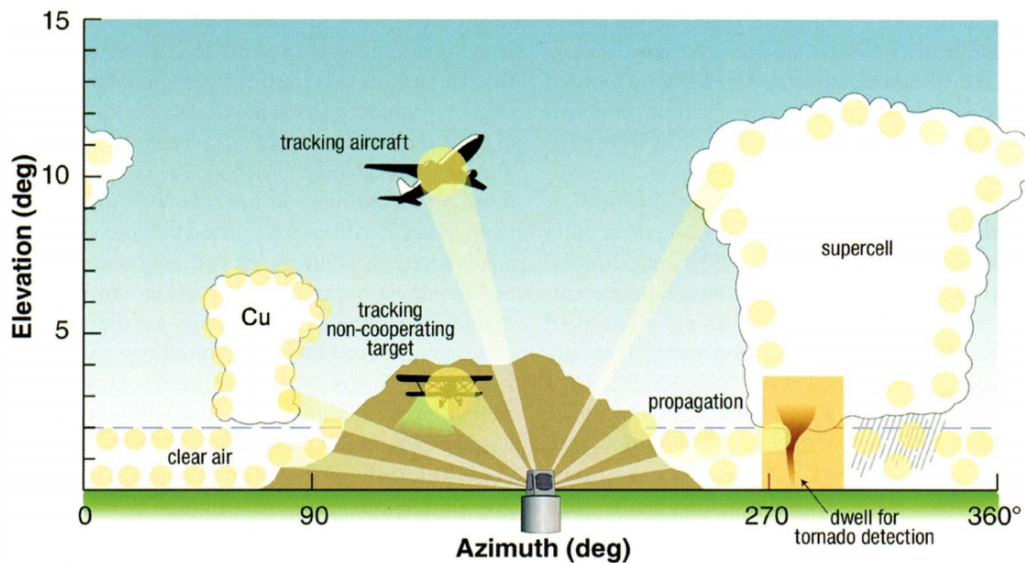 15
10
5
Elevation (deg)
tracking aircraft
supercell
Cu
tracking
non-cooperating
target
propagation
clear air
0
90
270
360°
dwell for
tornado detection
Azimuth (deg)